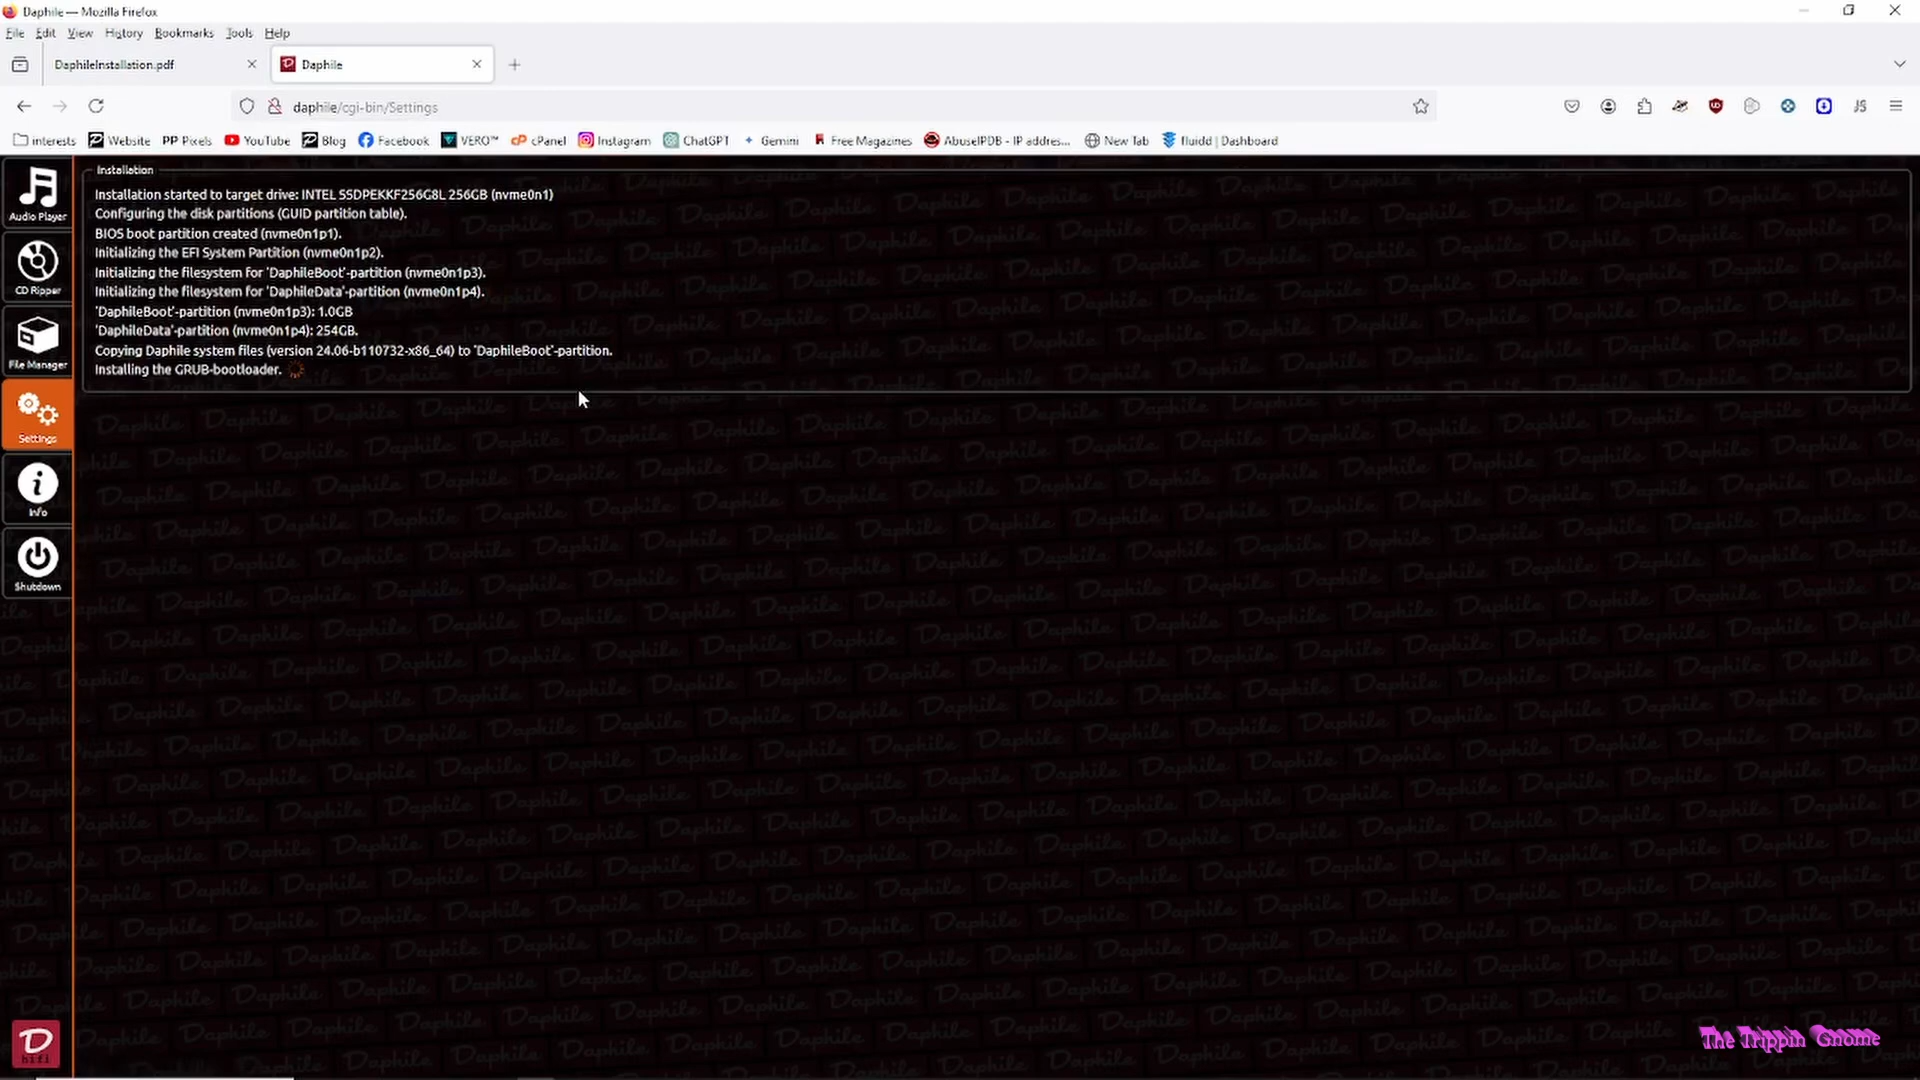 Daphile — Mozilla Firefox
File Edit View History Bookmarks Tools Help
DaphileInstallation.pdf Daphile
daphile/cgi-bin/Settings
interests Website PP Pixels YouTube Blog Facebook VERO™ cPanel Instagram ChatGPT Gemini Free Magazines AbuseIPDB - IP addres... New Tab fluidd | Dashboard
Installation
Installation started to target drive: INTEL SSDPEKKF256G8L 256GB (nvme0n1)
Configuring the disk partitions (GUID partition table).
BIOS boot partition created (nvme0n1p1).
Initializing the EFI System Partition (nvme0n1p2).
Initializing the filesystem for 'DaphileBoot'-partition (nvme0n1p3).
Initializing the filesystem for 'DaphileData'-partition (nvme0n1p4).
'DaphileBoot'-partition (nvme0n1p3): 1.0GB
'DaphileData'-partition (nvme0n1p4): 254GB.
Copying Daphile system files (version 24.06-b110732-x86_64) to 'DaphileBoot'-partition.
Installing the GRUB-bootloader.
Audio Player
CD Ripper
File Manager
Settings
Info
Shutdown
D
hifi
The Trippin Gnome